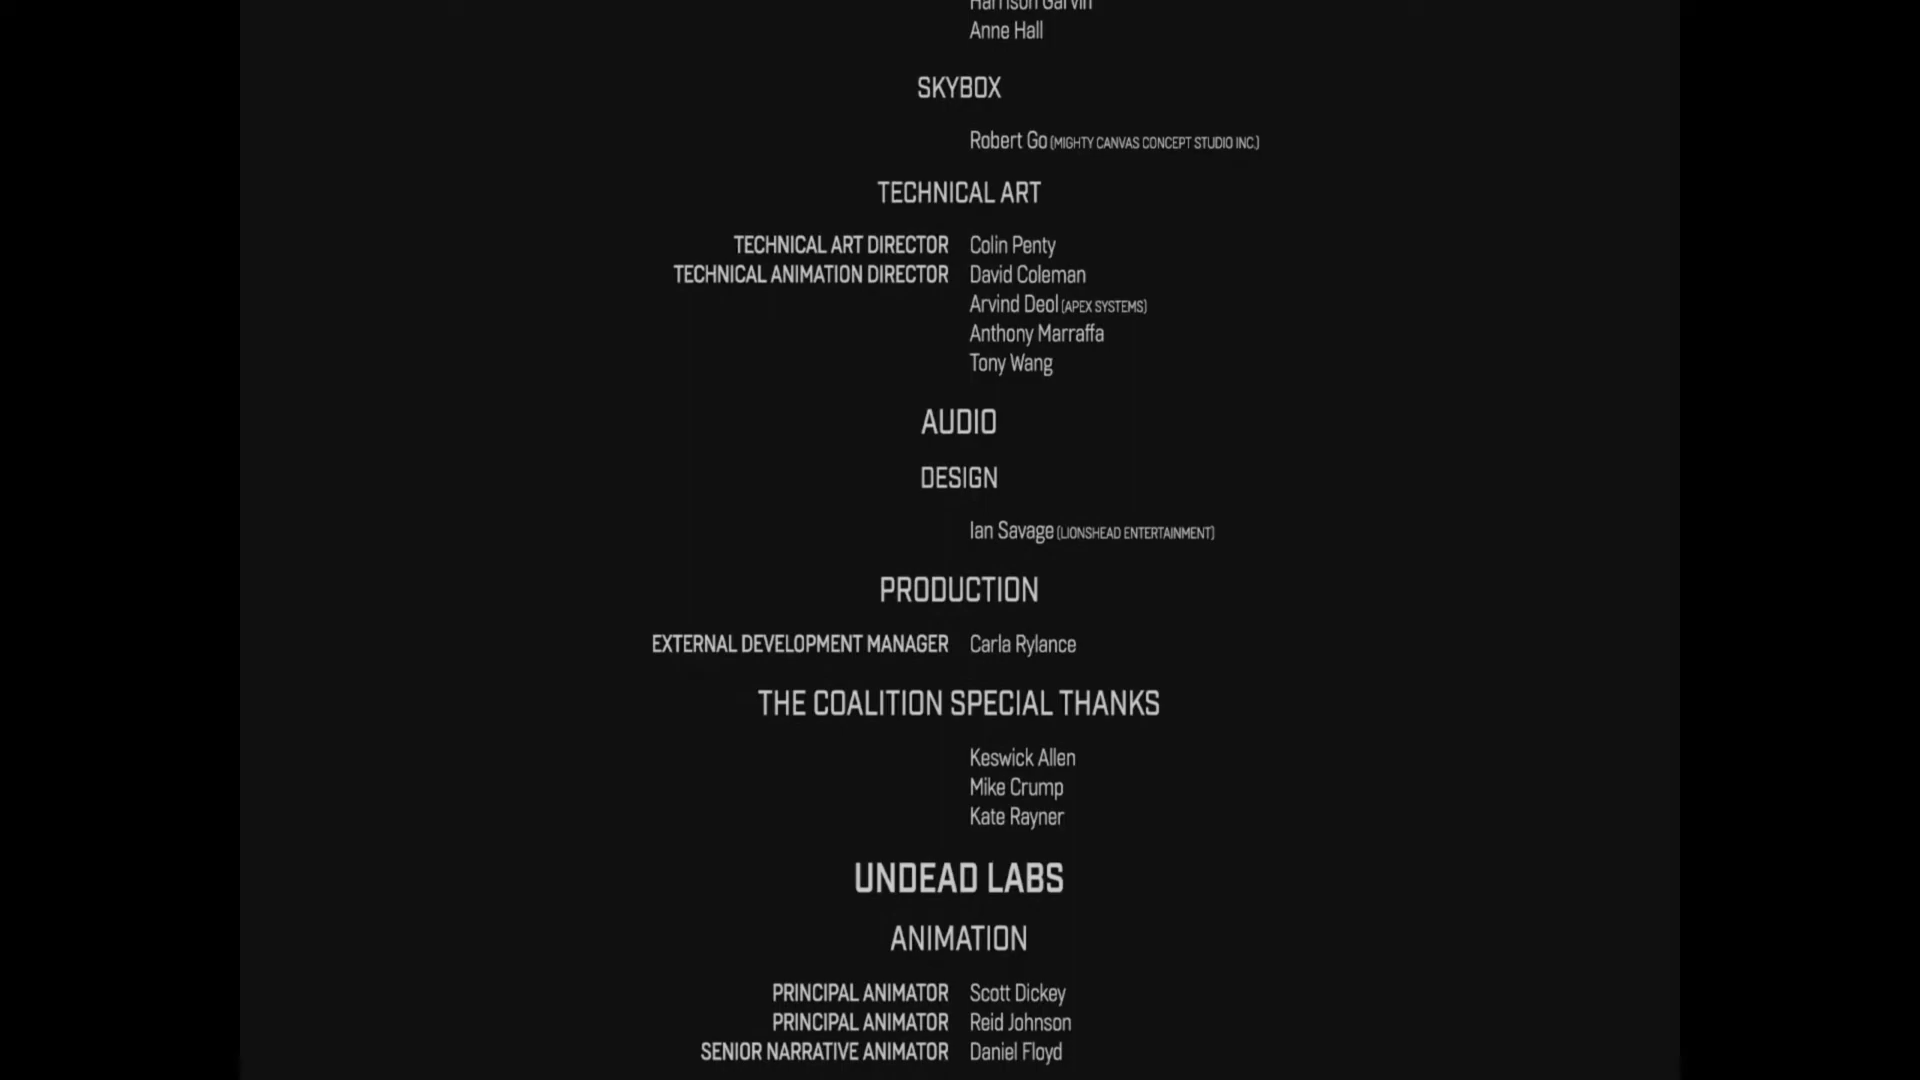 Harrison Garvin
Anne Hall
SKYBOX
Robert Go (MIGHTY CANVAS CONCEPT STUDIO INC.)
TECHNICAL ART
TECHNICAL ART DIRECTOR Colin Penty
TECHNICAL ANIMATION DIRECTOR David Coleman
Arvind Deol (APEX SYSTEMS)
Anthony Marraffa
Tony Wang
AUDIO
DESIGN
Ian Savage (LIONSHEAD ENTERTAINMENT)
PRODUCTION
EXTERNAL DEVELOPMENT MANAGER Carla Rylance
THE COALITION SPECIAL THANKS
Keswick Allen
Mike Crump
Kate Rayner
UNDEAD LABS
ANIMATION
PRINCIPAL ANIMATOR Scott Dickey
PRINCIPAL ANIMATOR Reid Johnson
SENIOR NARRATIVE ANIMATOR Daniel Floyd